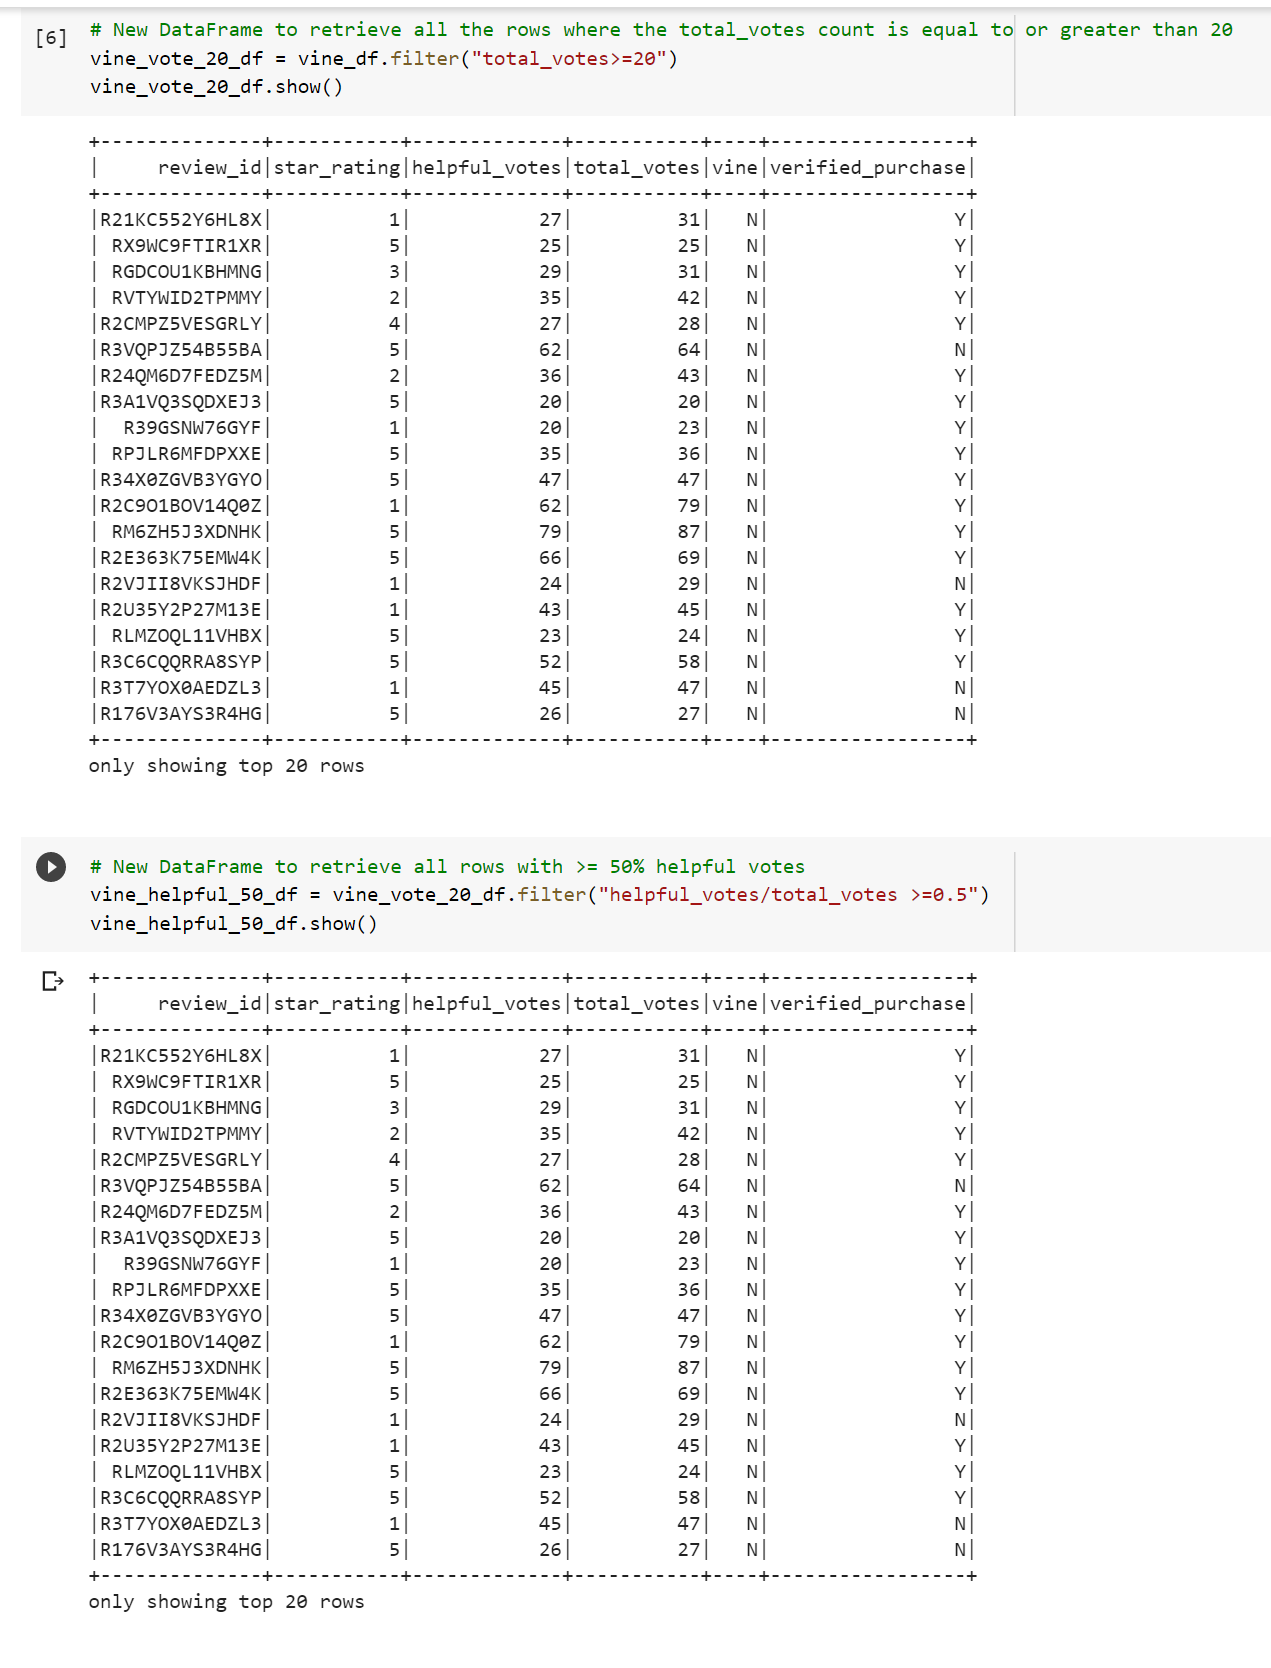 [6] # New DataFrame to retrieve all the rows where the total_votes count is equal to or greater than 20
vine_vote_20_df = vine_df.filter("total_votes>=20")
vine_vote_20_df.show()
+--------------+-----------+-------------+-----------+----+-----------------+
|     review_id|star_rating|helpful_votes|total_votes|vine|verified_purchase|
+--------------+-----------+-------------+-----------+----+-----------------+
|R21KC552Y6HL8X|          1|           27|         31|   N|                Y|
| RX9WC9FTIR1XR|          5|           25|         25|   N|                Y|
| RGDCOU1KBHMNG|          3|           29|         31|   N|                Y|
| RVTYWID2TPMMY|          2|           35|         42|   N|                Y|
|R2CMPZ5VESGRLY|          4|           27|         28|   N|                Y|
|R3VQPJZ54B55BA|          5|           62|         64|   N|                N|
|R24QM6D7FEDZ5M|          2|           36|         43|   N|                Y|
|R3A1VQ3SQDXEJ3|          5|           20|         20|   N|                Y|
|  R39GSNW76GYF|          1|           20|         23|   N|                Y|
| RPJLR6MFDPXXE|          5|           35|         36|   N|                Y|
|R34X0ZGVB3YGYO|          5|           47|         47|   N|                Y|
|R2C9O1BOV14Q0Z|          1|           62|         79|   N|                Y|
| RM6ZH5J3XDNHK|          5|           79|         87|   N|                Y|
|R2E363K75EMW4K|          5|           66|         69|   N|                Y|
|R2VJII8VKSJHDF|          1|           24|         29|   N|                N|
|R2U35Y2P27M13E|          1|           43|         45|   N|                Y|
| RLMZOQL11VHBX|          5|           23|         24|   N|                Y|
|R3C6CQQRRA8SYP|          5|           52|         58|   N|                Y|
|R3T7YOX0AEDZL3|          1|           45|         47|   N|                N|
|R176V3AYS3R4HG|          5|           26|         27|   N|                N|
+--------------+-----------+-------------+-----------+----+-----------------+
only showing top 20 rows
# New DataFrame to retrieve all rows with >= 50% helpful votes
vine_helpful_50_df = vine_vote_20_df.filter("helpful_votes/total_votes >=0.5")
vine_helpful_50_df.show()
+--------------+-----------+-------------+-----------+----+-----------------+
|     review_id|star_rating|helpful_votes|total_votes|vine|verified_purchase|
+--------------+-----------+-------------+-----------+----+-----------------+
|R21KC552Y6HL8X|          1|           27|         31|   N|                Y|
| RX9WC9FTIR1XR|          5|           25|         25|   N|                Y|
| RGDCOU1KBHMNG|          3|           29|         31|   N|                Y|
| RVTYWID2TPMMY|          2|           35|         42|   N|                Y|
|R2CMPZ5VESGRLY|          4|           27|         28|   N|                Y|
|R3VQPJZ54B55BA|          5|           62|         64|   N|                N|
|R24QM6D7FEDZ5M|          2|           36|         43|   N|                Y|
|R3A1VQ3SQDXEJ3|          5|           20|         20|   N|                Y|
|  R39GSNW76GYF|          1|           20|         23|   N|                Y|
| RPJLR6MFDPXXE|          5|           35|         36|   N|                Y|
|R34X0ZGVB3YGYO|          5|           47|         47|   N|                Y|
|R2C9O1BOV14Q0Z|          1|           62|         79|   N|                Y|
| RM6ZH5J3XDNHK|          5|           79|         87|   N|                Y|
|R2E363K75EMW4K|          5|           66|         69|   N|                Y|
|R2VJII8VKSJHDF|          1|           24|         29|   N|                N|
|R2U35Y2P27M13E|          1|           43|         45|   N|                Y|
| RLMZOQL11VHBX|          5|           23|         24|   N|                Y|
|R3C6CQQRRA8SYP|          5|           52|         58|   N|                Y|
|R3T7YOX0AEDZL3|          1|           45|         47|   N|                N|
|R176V3AYS3R4HG|          5|           26|         27|   N|                N|
+--------------+-----------+-------------+-----------+----+-----------------+
only showing top 20 rows